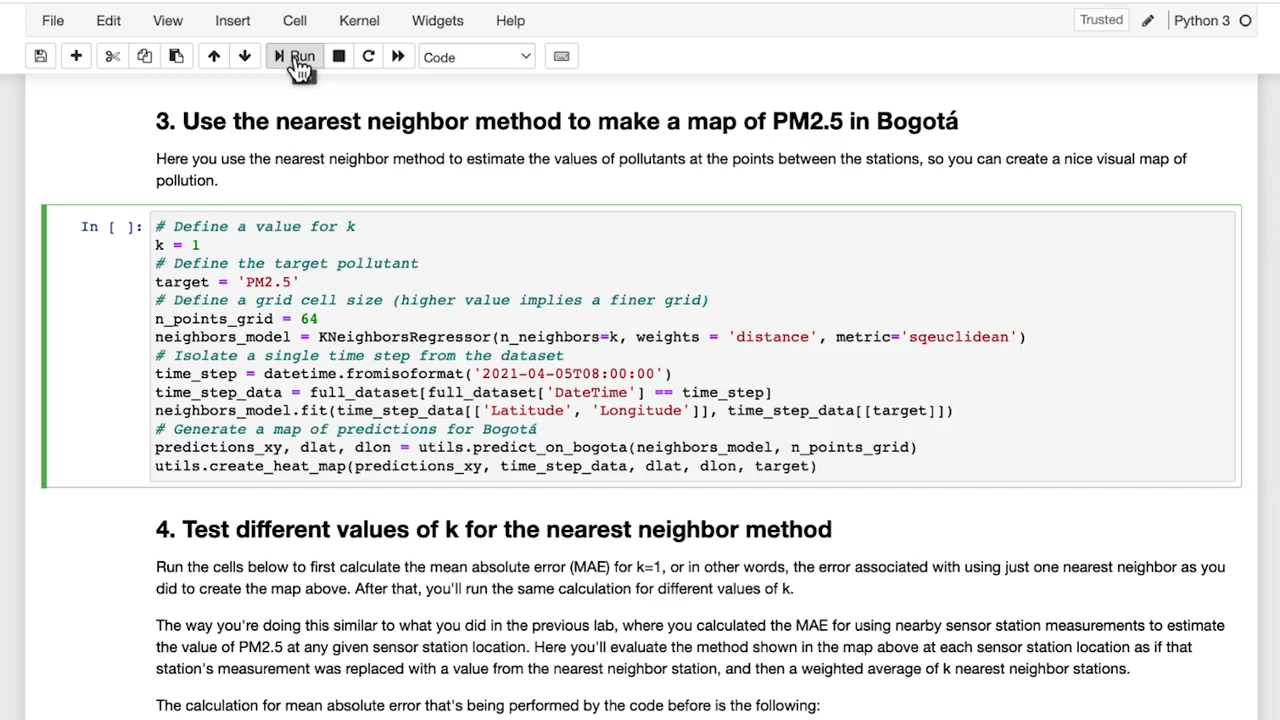 File Edit View Insert Cell Kernel Widgets Help Trusted Python 3
Run Code
3. Use the nearest neighbor method to make a map of PM2.5 in Bogotá
Here you use the nearest neighbor method to estimate the values of pollutants at the points between the stations, so you can create a nice visual map of
pollution.
In [ ]:
# Define a value for k
k = 1
# Define the target pollutant
target = 'PM2.5'
# Define a grid cell size (higher value implies a finer grid)
n_points_grid = 64
neighbors_model = KNeighborsRegressor(n_neighbors=k, weights = 'distance', metric='sqeuclidean')
# Isolate a single time step from the dataset
time_step = datetime.fromisoformat('2021-04-05T08:00:00')
time_step_data = full_dataset[full_dataset['DateTime'] == time_step]
neighbors_model.fit(time_step_data[['Latitude', 'Longitude']], time_step_data[[target]])
# Generate a map of predictions for Bogotá
predictions_xy, dlat, dlon = utils.predict_on_bogota(neighbors_model, n_points_grid)
utils.create_heat_map(predictions_xy, time_step_data, dlat, dlon, target)
4. Test different values of k for the nearest neighbor method
Run the cells below to first calculate the mean absolute error (MAE) for k=1, or in other words, the error associated with using just one nearest neighbor as you
did to create the map above. After that, you'll run the same calculation for different values of k.
The way you're doing this similar to what you did in the previous lab, where you calculated the MAE for using nearby sensor station measurements to estimate
the value of PM2.5 at any given sensor station location. Here you'll evaluate the method shown in the map above at each sensor station location as if that
station's measurement was replaced with a value from the nearest neighbor station, and then a weighted average of k nearest neighbor stations.
The calculation for mean absolute error that's being performed by the code before is the following: